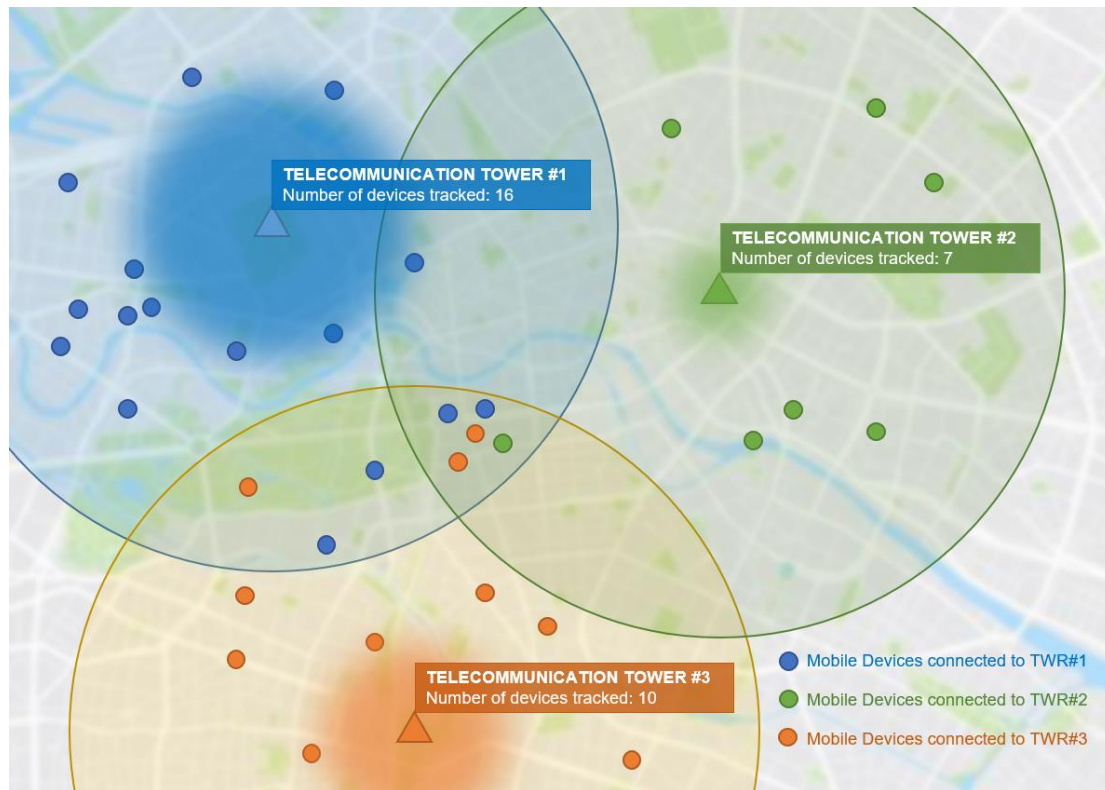 TELECOMMUNICATION TOWER #1
Number of devices tracked: 16
TELECOMMUNICATION TOWER #2
Number of devices tracked: 7
TELECOMMUNICATION TOWER #3
Number of devices tracked: 10
Mobile Devices connected to TWR#1
Mobile Devices connected to TWR#2
Mobile Devices connected to TWR#3